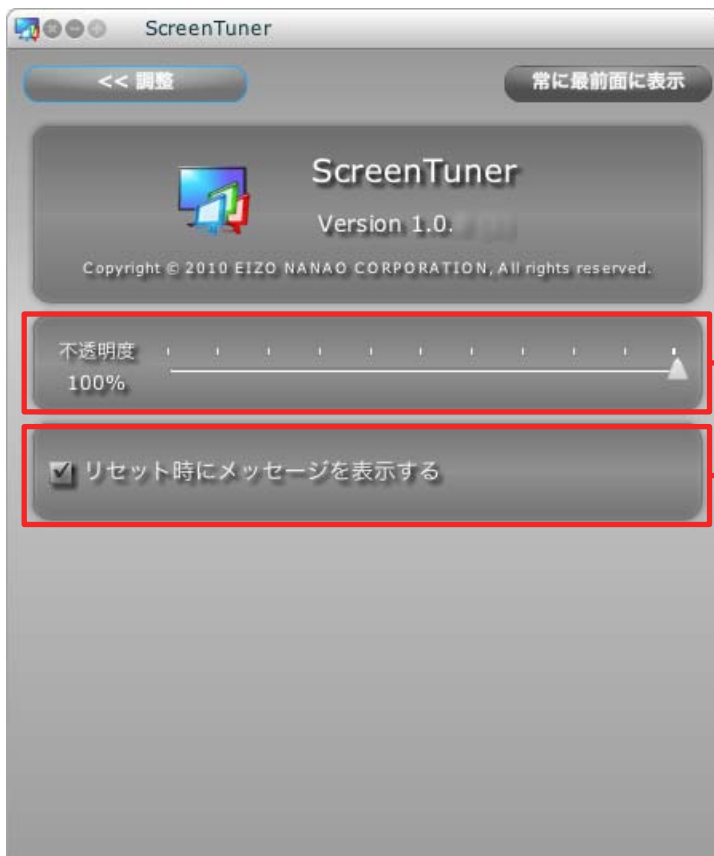 ScreenTuner
<< 調整
常に最前面に表示
ScreenTuner
Version 1.0.
Copyright © 2010 EIZO NANAO CORPORATION, All rights reserved.
不透明度
100%
リセット時にメッセージを表示する